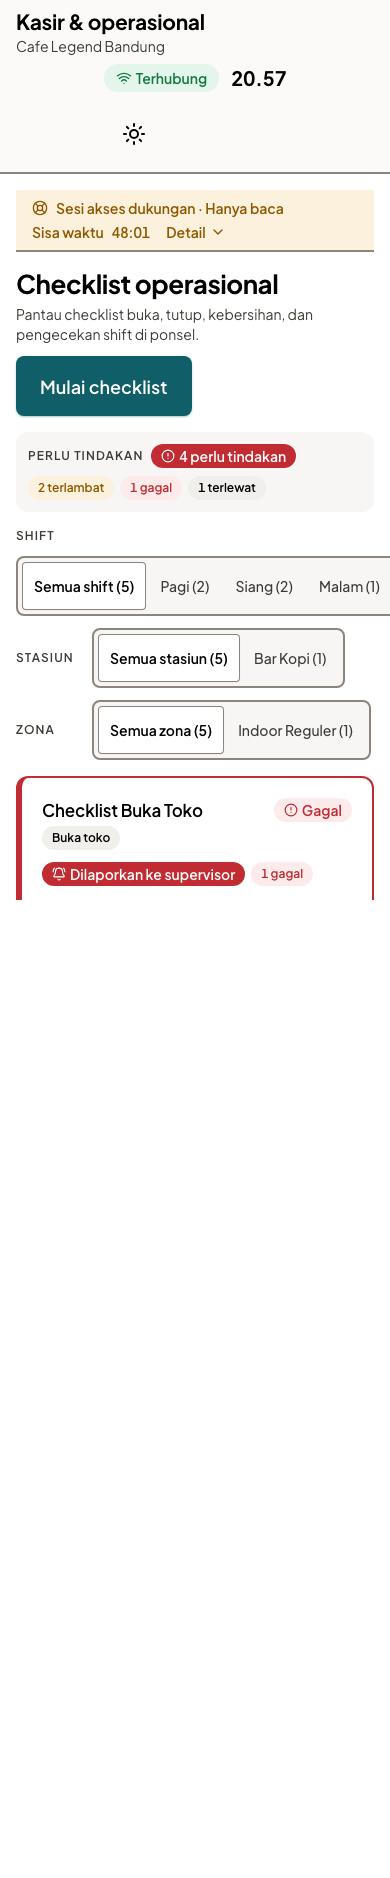 Kasir & operasional
Cafe Legend Bandung
Terhubung 20.57
Sesi akses dukungan · Hanya baca
Sisa waktu 48:01 Detail
Checklist operasional
Pantau checklist buka, tutup, kebersihan, dan
pengecekan shift di ponsel.
Mulai checklist
PERLU TINDAKAN 4 perlu tindakan
2 terlambat 1 gagal 1 terlewat
SHIFT
Semua shift (5) Pagi (2) Siang (2) Malam (1)
STASIUN Semua stasiun (5) Bar Kopi (1)
ZONA Semua zona (5) Indoor Reguler (1)
Checklist Buka Toko Gagal
Buka toko
Dilaporkan ke supervisor 1 gagal